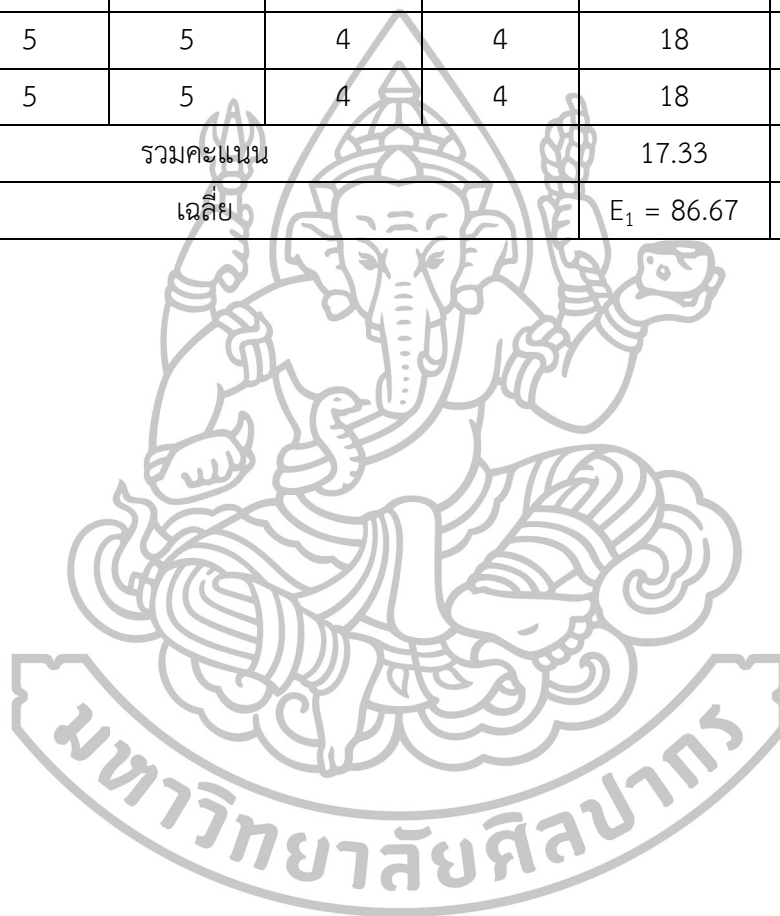 5 5 4 4 18
5 5 4 4 18
รวมคะแนน 17.33
เฉลี่ย E₁ = 86.67
มหาวิทยาลัยศิลปากร